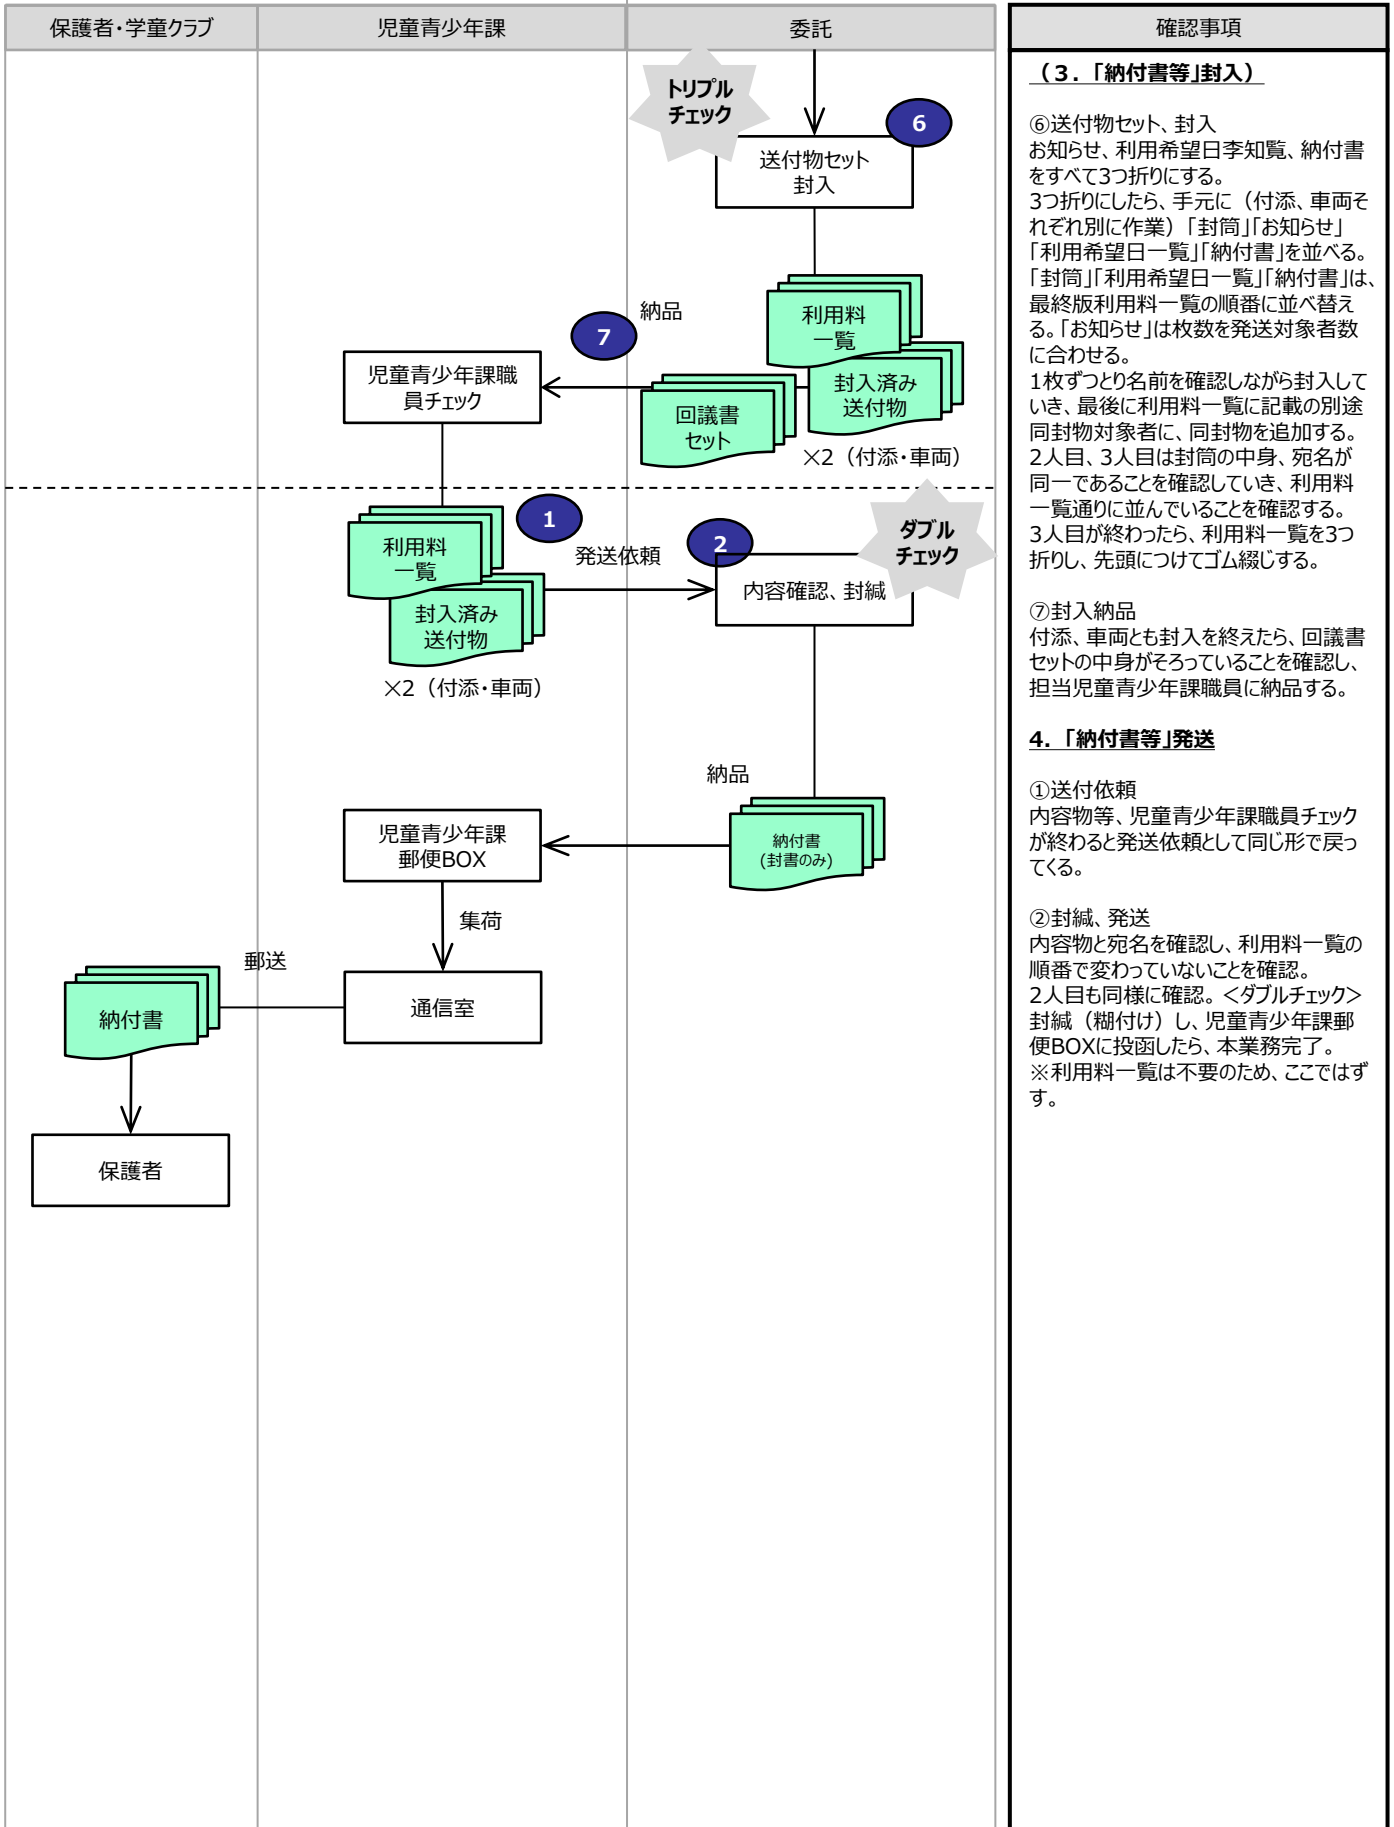 保護者・学童クラブ
児童青少年課
委託
確認事項
トリプル
チェック
6
送付物セット
封入
利用料
一覧
封入済み
送付物
回議書
セット
×2（付添・車両）
納品
7
児童青少年課職
員チェック
利用料
一覧
封入済み
送付物
×2（付添・車両）
1
発送依頼
2
ダブル
チェック
内容確認、封緘
納品
納付書
(封書のみ)
児童青少年課
郵便BOX
集荷
通信室
郵送
納付書
保護者
（３．「納付書等」封入）
⑥送付物セット、封入
お知らせ、利用希望日李知覧、納付書
をすべて3つ折りにする。
3つ折りにしたら、手元に（付添、車両そ
れぞれ別に作業）「封筒」「お知らせ」
「利用希望日一覧」「納付書」を並べる。
「封筒」「利用希望日一覧」「納付書」は、
最終版利用料一覧の順番に並べ替え
る。「お知らせ」は枚数を発送対象者数
に合わせる。
1枚ずつとり名前を確認しながら封入して
いき、最後に利用料一覧に記載の別途
同封物対象者に、同封物を追加する。
2人目、3人目は封筒の中身、宛名が
同一であることを確認していき、利用料
一覧通りに並んでいることを確認する。
3人目が終わったら、利用料一覧を3つ
折りし、先頭につけてゴム綴じする。
⑦封入納品
付添、車両とも封入を終えたら、回議書
セットの中身がそろっていることを確認し、
担当児童青少年課職員に納品する。
4. 「納付書等」発送
①送付依頼
内容物等、児童青少年課職員チェック
が終わると発送依頼として同じ形で戻っ
てくる。
②封緘、発送
内容物と宛名を確認し、利用料一覧の
順番で変わっていないことを確認。
2人目も同様に確認。＜ダブルチェック＞
封緘（糊付け）し、児童青少年課郵
便BOXに投函したら、本業務完了。
※利用料一覧は不要のため、ここではず
す。